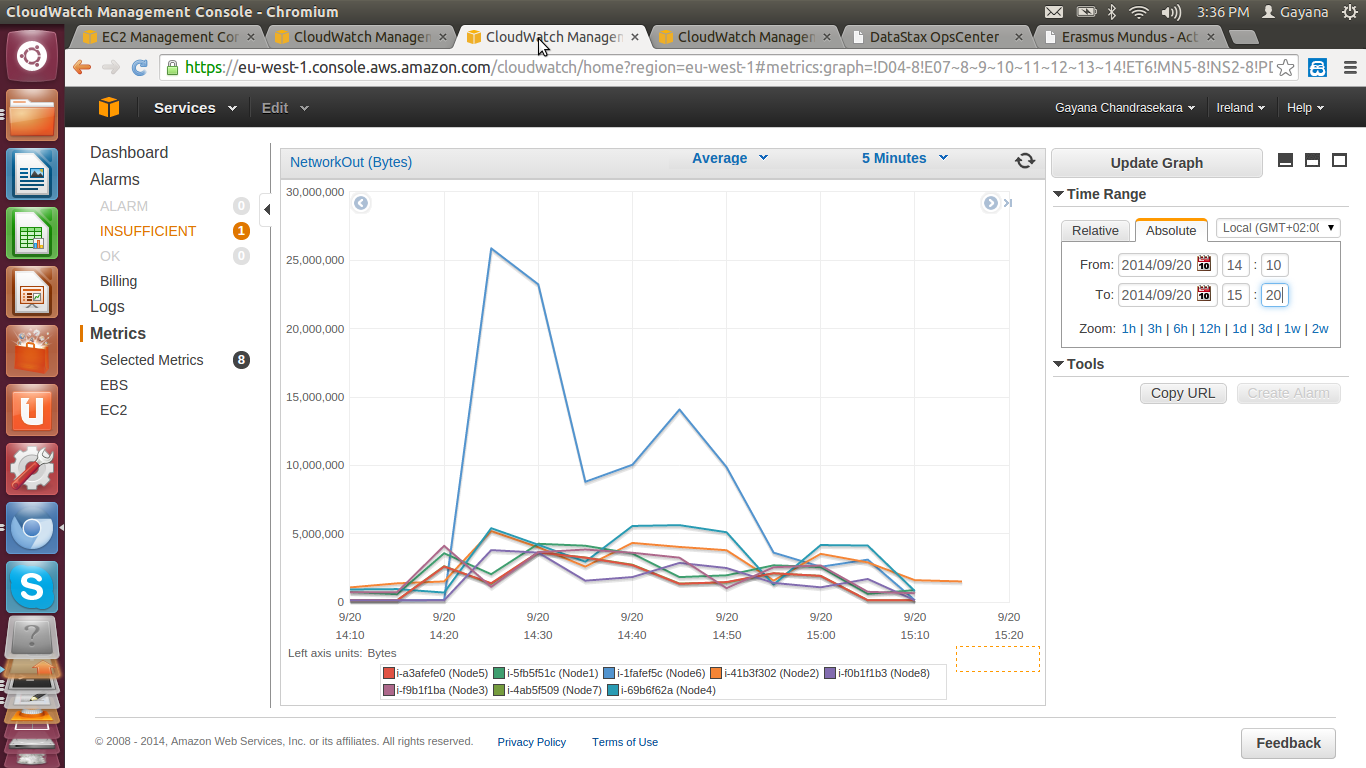 CloudWatch Management Console - Chromium
3:36 PM
Gayana
EC2 Management Con
CloudWatch Managem
CloudWatch Managem
CloudWatch Managem
DataStax OpsCenter
Erasmus Mundus - Act
https://eu-west-1.console.aws.amazon.com/cloudwatch/home?region=eu-west-1#metrics:graph=!D04-8!E07~8~9~10~11~12~13~14!ET6!MN5-8!NS2-8!PD
Services
Edit
Gayana Chandrasekara
Ireland
Help
Dashboard
Alarms
ALARM 0
INSUFFICIENT 1
OK 0
Billing
Logs
Metrics
Selected Metrics 8
EBS
EC2
NetworkOut (Bytes)
Average
5 Minutes
30,000,000
25,000,000
20,000,000
15,000,000
10,000,000
5,000,000
0
9/20 9/20 9/20 9/20 9/20 9/20 9/20 9/20
14:10 14:20 14:30 14:40 14:50 15:00 15:10 15:20
Left axis units: Bytes
i-a3afefe0 (Node5) i-5fb5f51c (Node1) i-1fafef5c (Node6) i-41b3f302 (Node2) i-f0b1f1b3 (Node8)
i-f9b1f1ba (Node3) i-4ab5f509 (Node7) i-69b6f62a (Node4)
Update Graph
Time Range
Relative
Absolute
Local (GMT+02:00
From: 2014/09/20 10 14 : 10
To: 2014/09/20 10 15 : 20
Zoom: 1h | 3h | 6h | 12h | 1d | 3d | 1w | 2w
Tools
Copy URL
Create Alarm
© 2008 - 2014, Amazon Web Services, Inc. or its affiliates. All rights reserved.
Privacy Policy
Terms of Use
Feedback